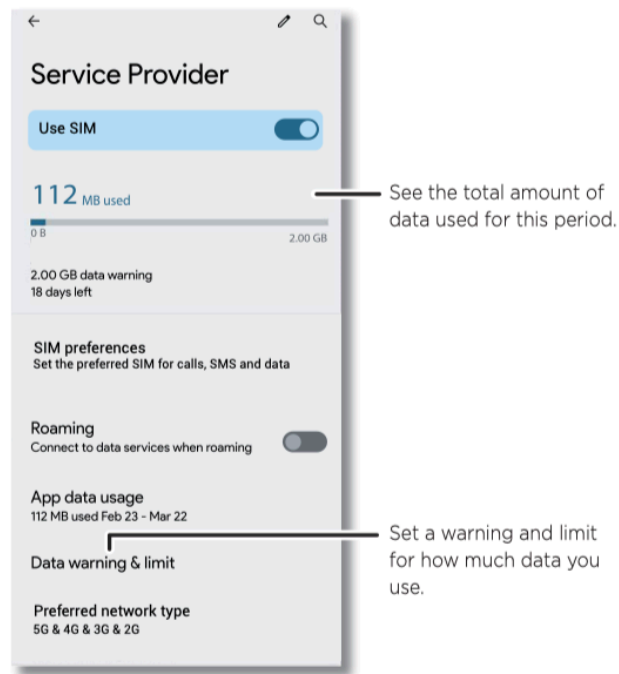 Service Provider
Use SIM
112 MB used
0 B
2.00 GB
2.00 GB data warning
18 days left
See the total amount of
data used for this period.
SIM preferences
Set the preferred SIM for calls, SMS and data
Roaming
Connect to data services when roaming
App data usage
112 MB used Feb 23 - Mar 22
Data warning & limit
Set a warning and limit
for how much data you
use.
Preferred network type
5G & 4G & 3G & 2G